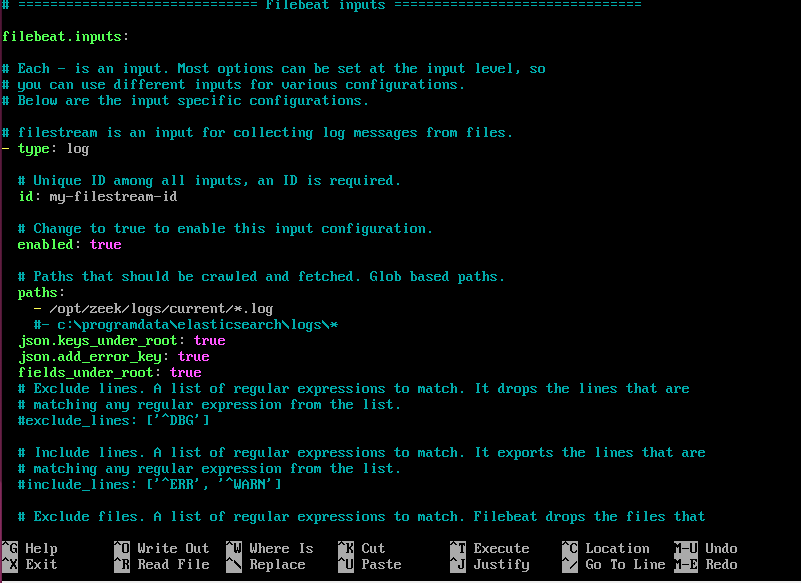 # ============================== Filebeat inputs ===============================
filebeat.inputs:
# Each - is an input. Most options can be set at the input level, so
# you can use different inputs for various configurations.
# Below are the input specific configurations.
# filestream is an input for collecting log messages from files.
- type: log
# Unique ID among all inputs, an ID is required.
id: my-filestream-id
# Change to true to enable this input configuration.
enabled: true
# Paths that should be crawled and fetched. Glob based paths.
paths:
- /opt/zeek/logs/current/*.log
#- c:\programdata\elasticsearch\logs\*
json.keys_under_root: true
json.add_error_key: true
fields_under_root: true
# Exclude lines. A list of regular expressions to match. It drops the lines that are
# matching any regular expression from the list.
#exclude_lines: ['^DBG']
# Include lines. A list of regular expressions to match. It exports the lines that are
# matching any regular expression from the list.
#include_lines: ['^ERR', '^WARN']
# Exclude files. A list of regular expressions to match. Filebeat drops the files that
^G Help ^O Write Out ^W Where Is ^K Cut ^T Execute ^C Location M-U Undo
^X Exit ^R Read File ^\ Replace ^U Paste ^J Justify ^/ Go To Line M-E Redo